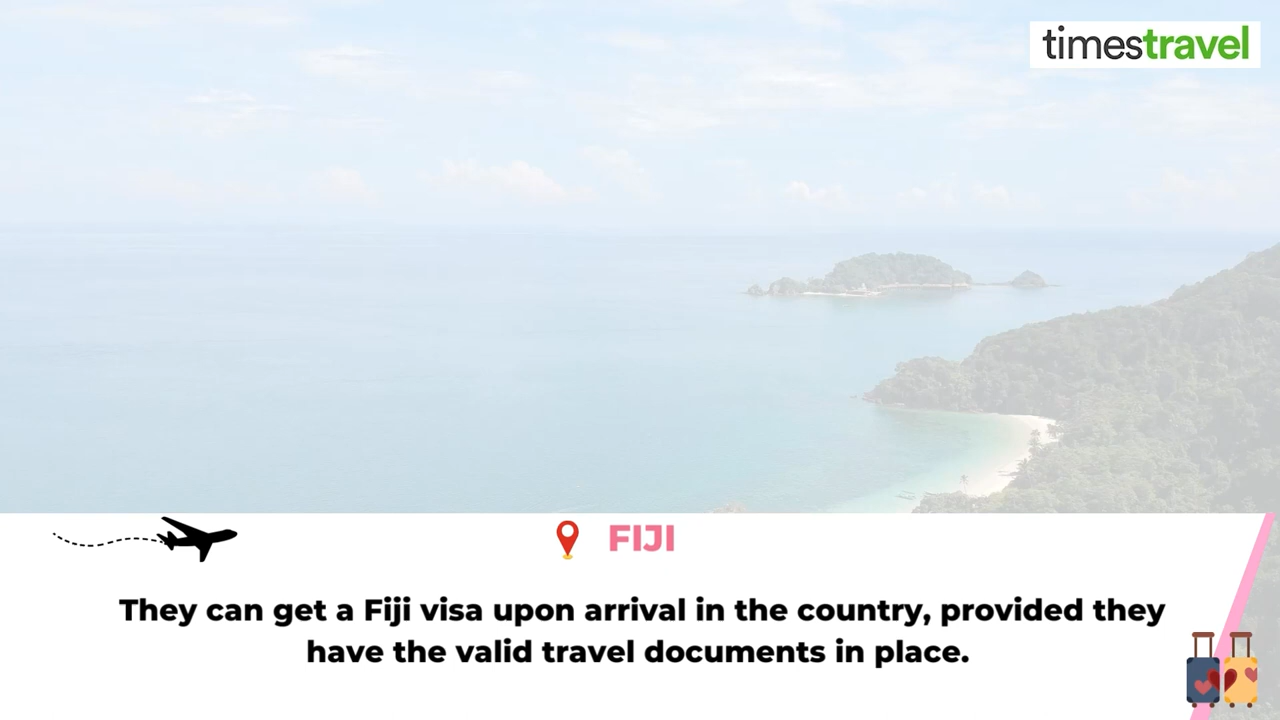 timestravel
FIJI
They can get a Fiji visa upon arrival in the country, provided they
have the valid travel documents in place.